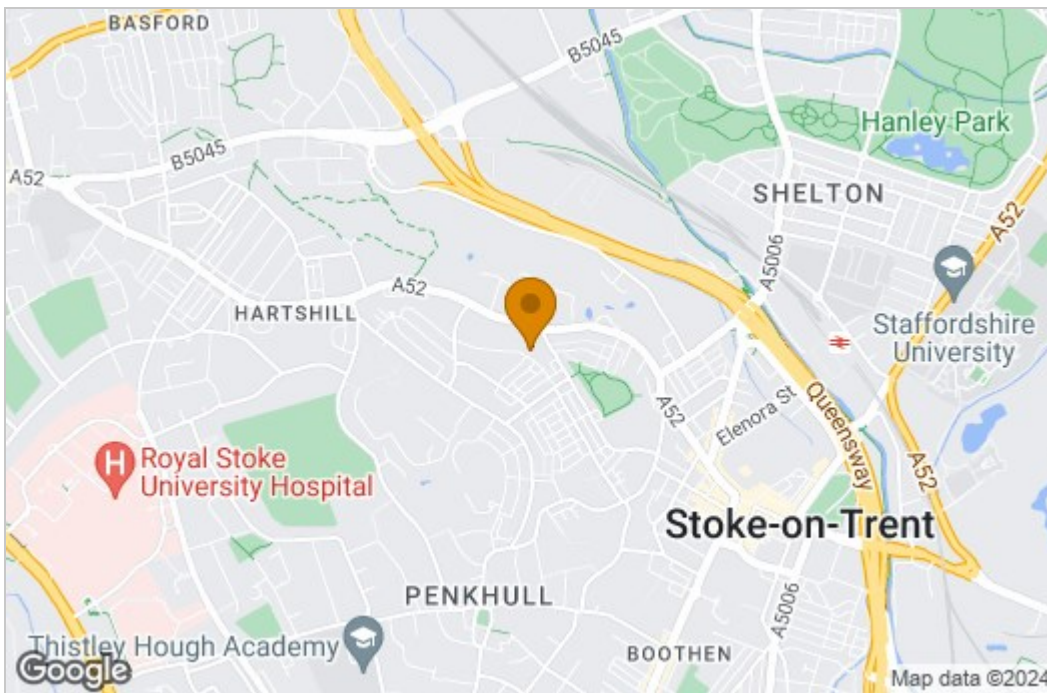 BASFORD
B5045
Hanley Park
B5045
A52
SHELTON
A52
A5006
A52
HARTSHILL
Staffordshire
University
A52
Elenora St
Queensway
A52
Royal Stoke
University Hospital
H
Stoke-on-Trent
PENKHULL
A5006
Thistley Hough Academy
BOOTHEN
Google
Map data ©2024